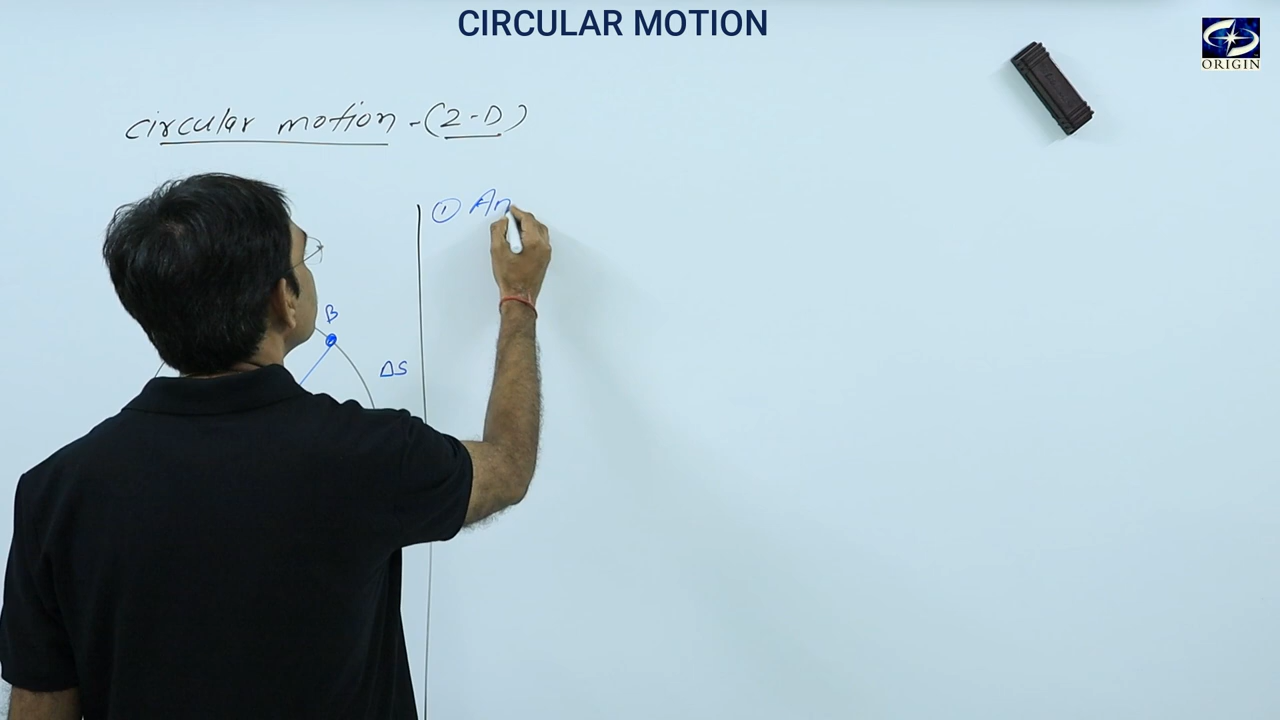 CIRCULAR MOTION
ORIGIN
circular motion - (2-D)
① An
B
ΔS